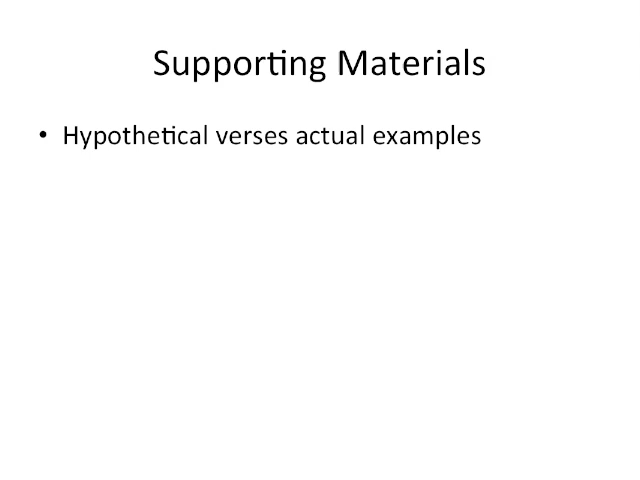 Supporting Materials
• Hypothetical verses actual examples